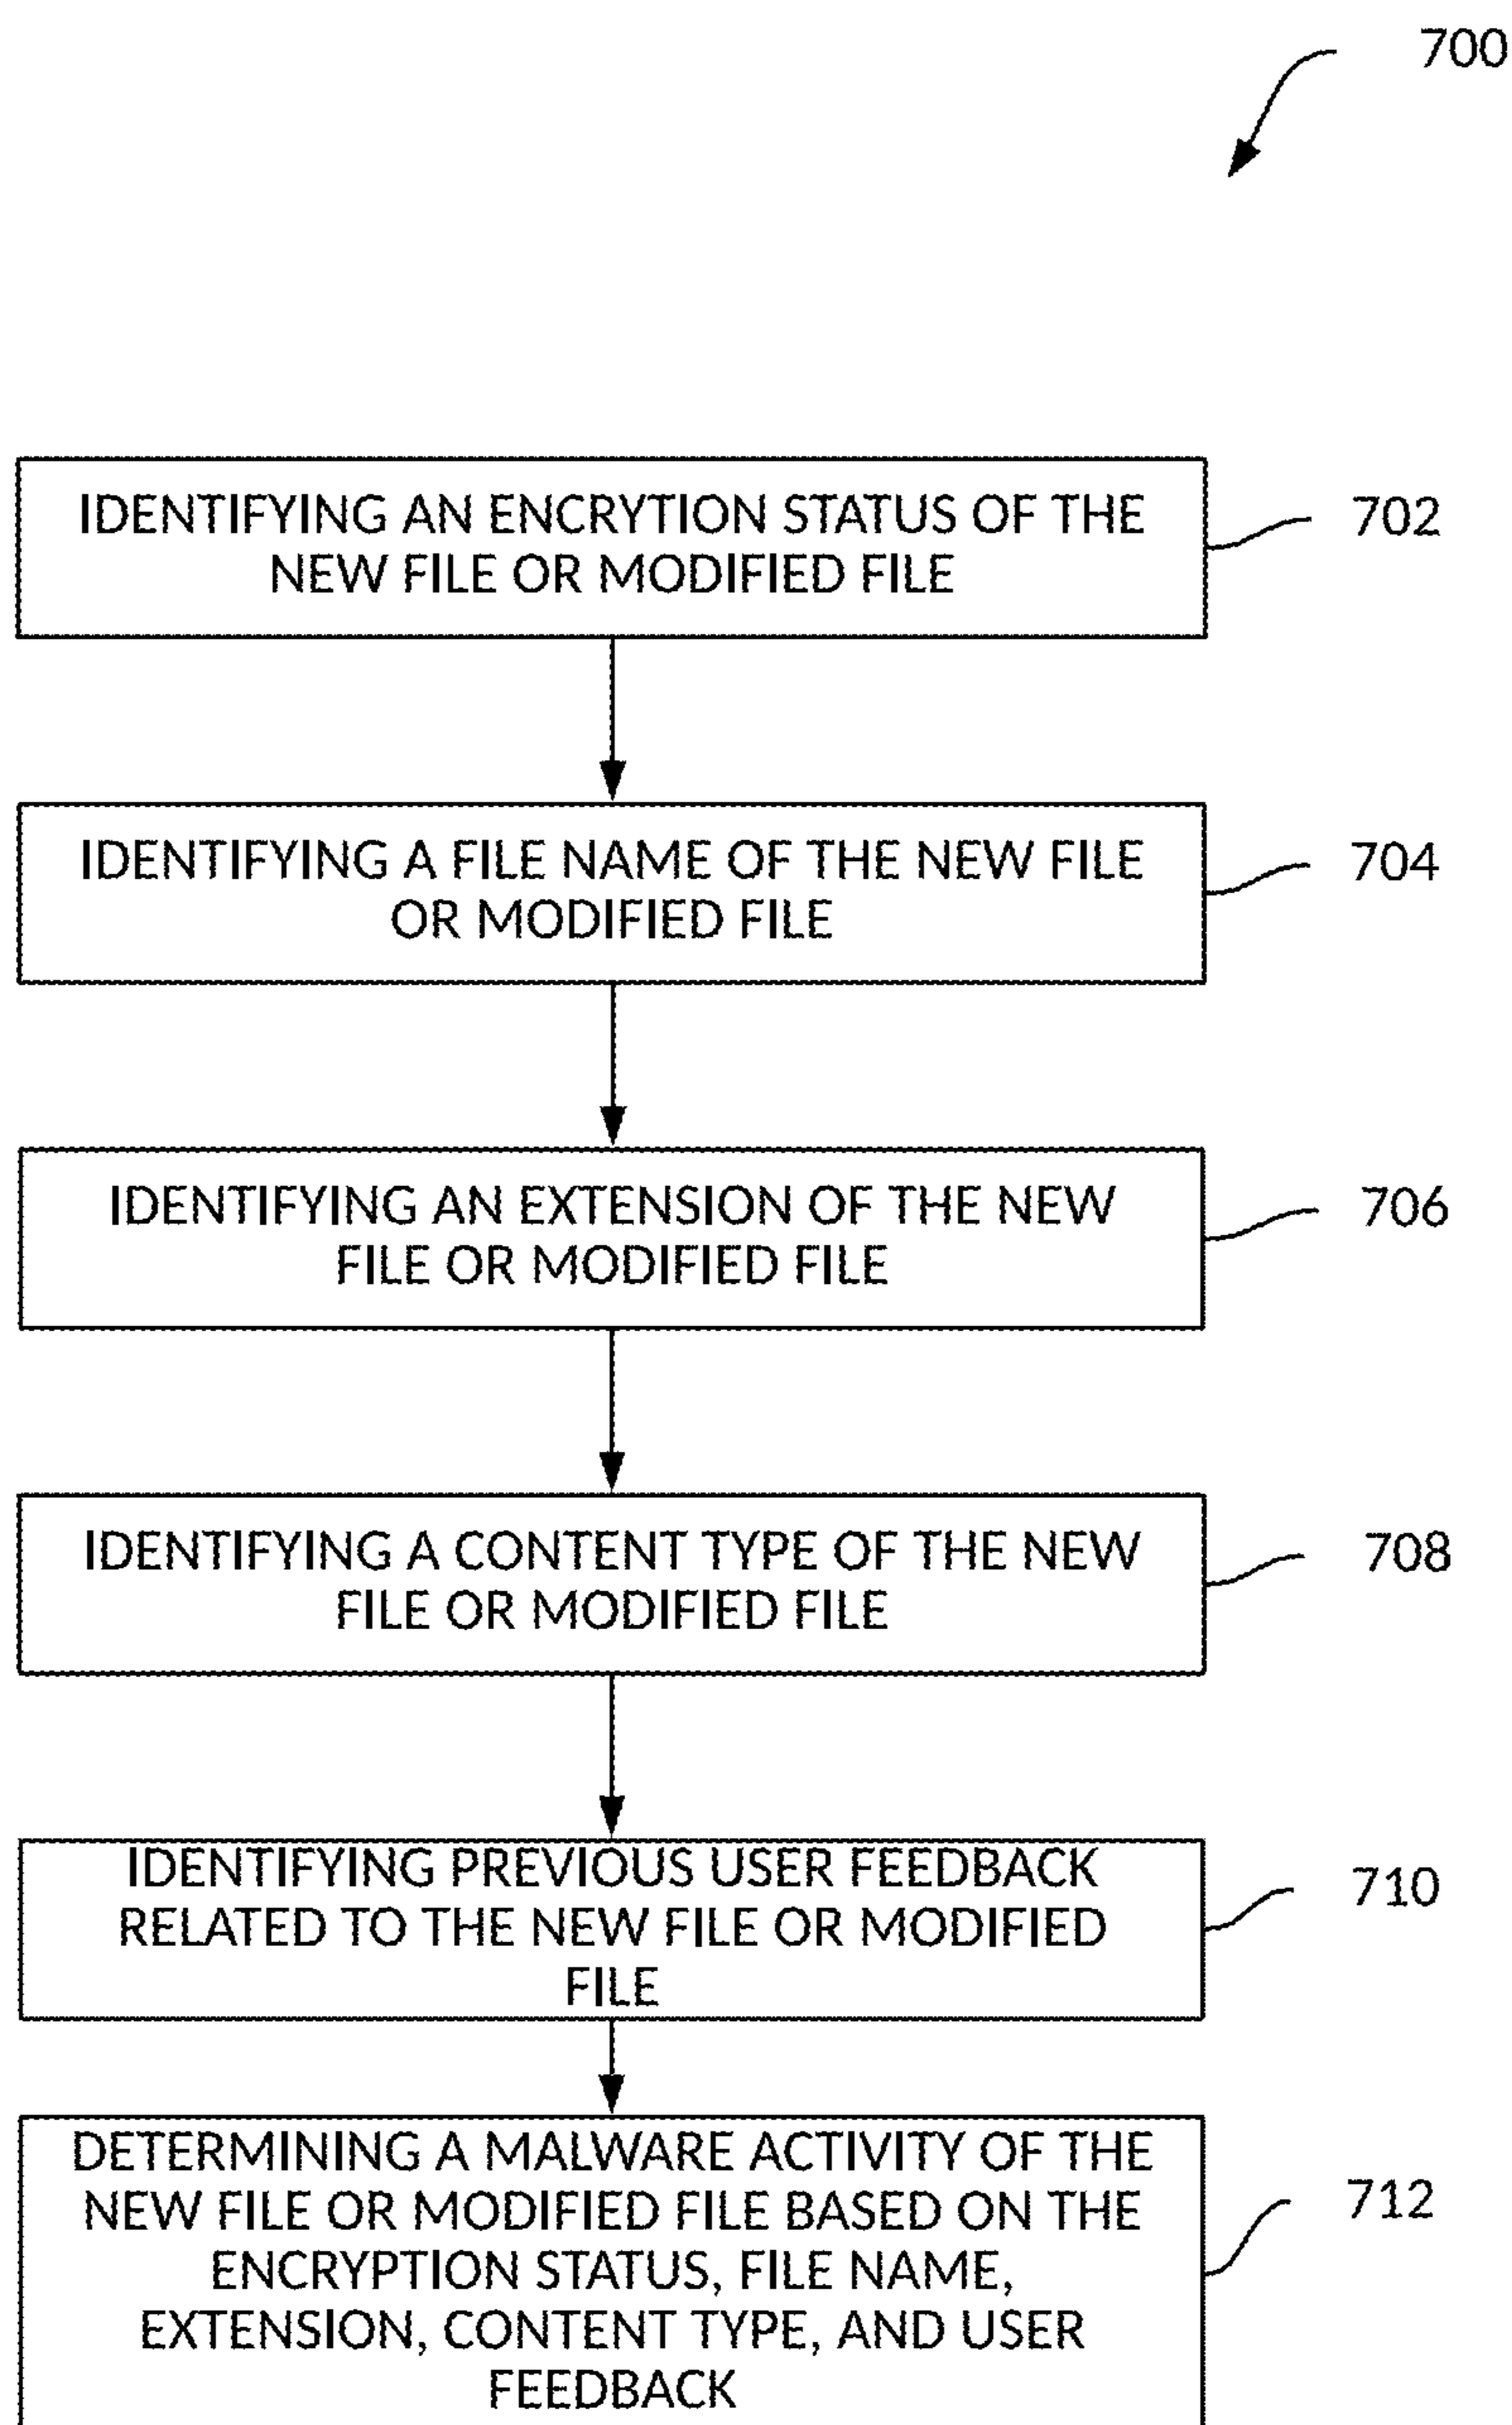 700
IDENTIFYING AN ENCRYTION STATUS OF THE
NEW FILE OR MODIFIED FILE
702
IDENTIFYING A FILE NAME OF THE NEW FILE
OR MODIFIED FILE
704
IDENTIFYING AN EXTENSION OF THE NEW
FILE OR MODIFIED FILE
706
IDENTIFYING A CONTENT TYPE OF THE NEW
FILE OR MODIFIED FILE
708
IDENTIFYING PREVIOUS USER FEEDBACK
RELATED TO THE NEW FILE OR MODIFIED
FILE
710
DETERMINING A MALWARE ACTIVITY OF THE
NEW FILE OR MODIFIED FILE BASED ON THE
ENCRYPTION STATUS, FILE NAME,
EXTENSION, CONTENT TYPE, AND USER
FEEDBACK
712